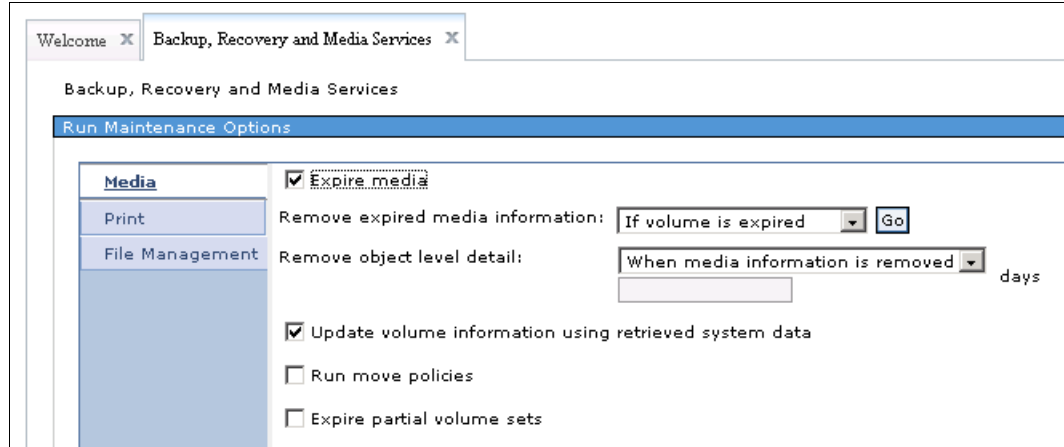 Welcome X Backup, Recovery and Media Services X
Backup, Recovery and Media Services
Run Maintenance Options
Media
Expire media
Print
Remove expired media information: If volume is expired Go
File Management
Remove object level detail: When media information is removed
days
Update volume information using retrieved system data
Run move policies
Expire partial volume sets